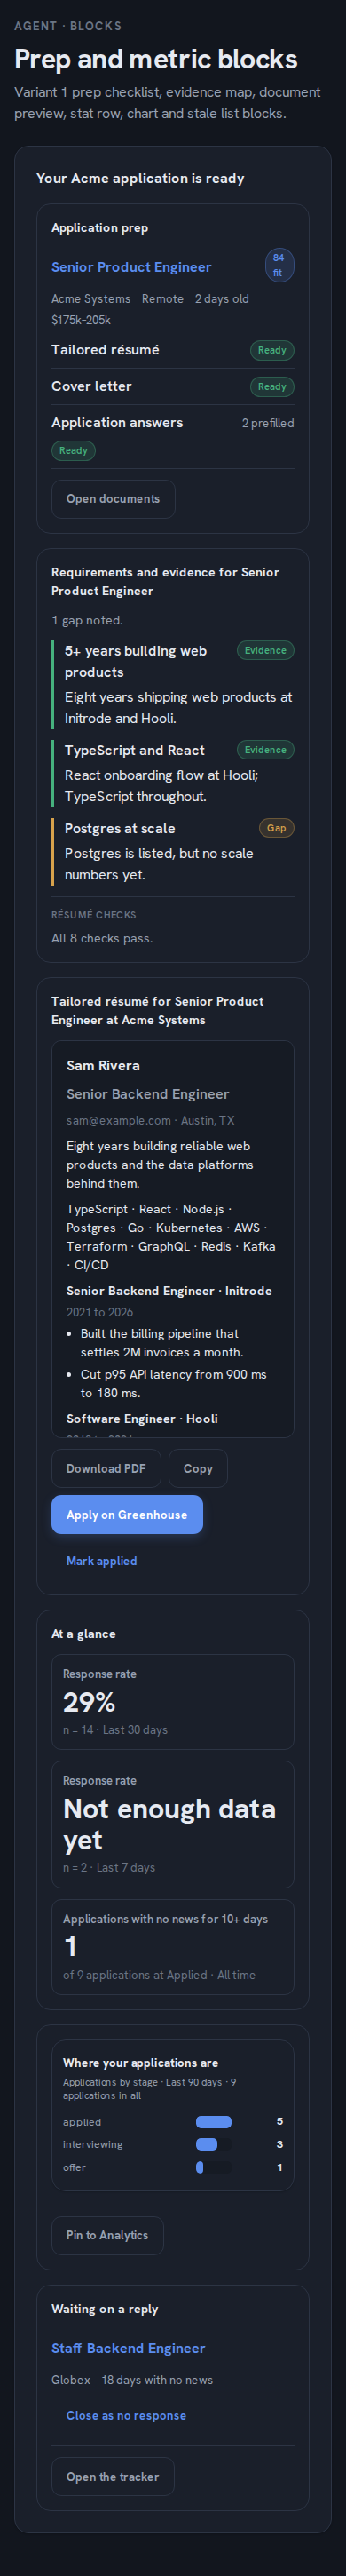 AGENT · BLOCKS
Prep and metric blocks
Variant 1 prep checklist, evidence map, document
preview, stat row, chart and stale list blocks.
Your Acme application is ready
Application prep
Senior Product Engineer
84
fit
Acme Systems Remote 2 days old
$175k–205k
Tailored résumé Ready
Cover letter Ready
Application answers 2 prefilled
Ready
Open documents
Requirements and evidence for Senior
Product Engineer
1 gap noted.
5+ years building web
products
Evidence
Eight years shipping web products at
Initrode and Hooli.
TypeScript and React Evidence
React onboarding flow at Hooli;
TypeScript throughout.
Postgres at scale Gap
Postgres is listed, but no scale
numbers yet.
RÉSUMÉ CHECKS
All 8 checks pass.
Tailored résumé for Senior Product
Engineer at Acme Systems
Sam Rivera
Senior Backend Engineer
sam@example.com · Austin, TX
Eight years building reliable web
products and the data platforms
behind them.
TypeScript · React · Node.js ·
Postgres · Go · Kubernetes · AWS ·
Terraform · GraphQL · Redis · Kafka
· CI/CD
Senior Backend Engineer · Initrode
2021 to 2026
• Built the billing pipeline that
settles 2M invoices a month.
• Cut p95 API latency from 900 ms
to 180 ms.
Software Engineer · Hooli
Download PDF Copy
Apply on Greenhouse
Mark applied
At a glance
Response rate
29%
n = 14 · Last 30 days
Response rate
Not enough data
yet
n = 2 · Last 7 days
Applications with no news for 10+ days
1
of 9 applications at Applied · All time
Where your applications are
Applications by stage · Last 90 days · 9
applications in all
applied 5
interviewing 3
offer 1
Pin to Analytics
Waiting on a reply
Staff Backend Engineer
Globex 18 days with no news
Close as no response
Open the tracker